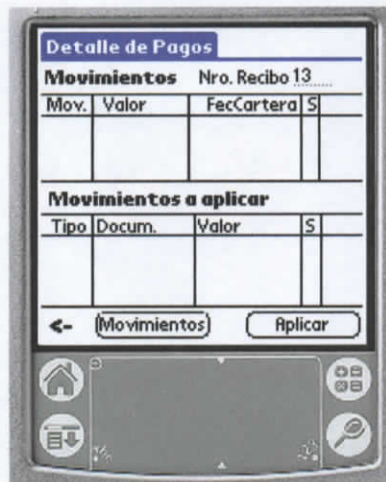 Detalle de Pagos
Movimientos Nro. Recibo 13
Mov. Valor FecCartera S
Movimientos a aplicar
Tipo Docum. Valor S
<- Movimientos Aplicar